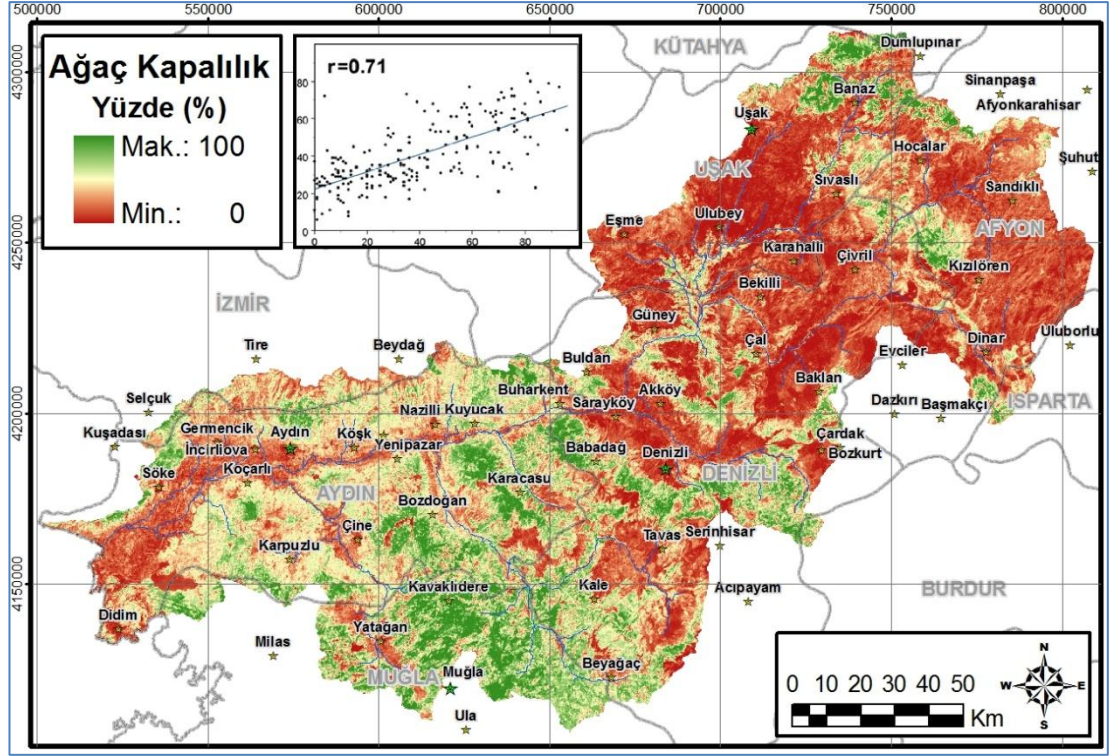 500000 550000 600000 650000 700000 750000 800000
4300000
4250000
4200000
4150000
Ağaç Kapalılık
Yüzde (%)
Mak.: 100
Min.: 0
r=0.71
80
60
40
20
0
0 20 40 60 80
KÜTAHYA
Dumlupınar
Sinanpaşa
Banaz
Afyonkarahisar
Uşak
Hocalar
Şuhut
UŞAK
Sıvaslı
Sandıklı
Ulubey
Eşme
AFYON
Karahallı
Çivril
Kızılören
Bekilli
İZMİR
Güney
Tire
Beydağ
Çal
Dinar
Uluborlu
Buldan
Evciler
Buharkent
Akköy
Baklan
Selçuk
Sarayköy
Dazkırı
Başmakçı
ISPARTA
Nazilli
Kuyucak
Germencik
Aydın
Köşk
Kuşadası
Yenipazar
Babadağ
Denizli
Çardak
Bozkurt
İncirliova
Koçarlı
Söke
DENİZLİ
Karacasu
AYDIN
Bozdoğan
Çine
Tavas
Serinhisar
Karpuzlu
Kavaklıdere
Kale
Acıpayam
BURDUR
Didim
Milas
Yatağan
Beyağaç
Muğla
MUĞLA
Ula
N
W
E
S
0 5 10 20 30 40 50
Km